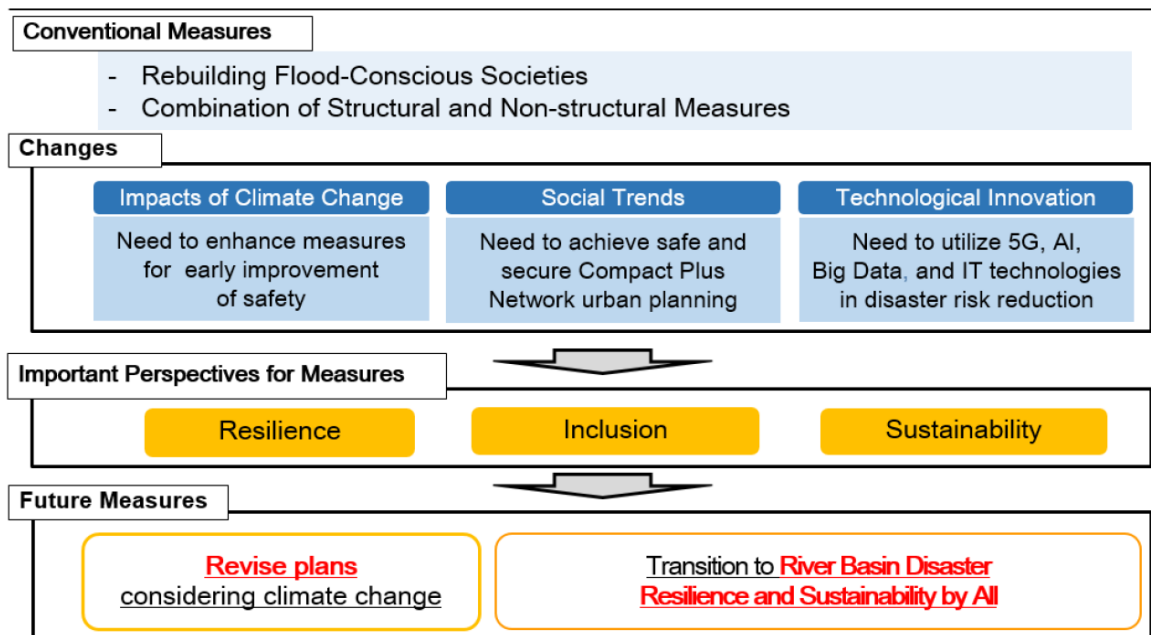 Conventional Measures
- Rebuilding Flood-Conscious Societies
- Combination of Structural and Non-structural Measures
Changes
Impacts of Climate Change
Need to enhance measures
for early improvement
of safety
Social Trends
Need to achieve safe and
secure Compact Plus
Network urban planning
Technological Innovation
Need to utilize 5G, AI,
Big Data, and IT technologies
in disaster risk reduction
Important Perspectives for Measures
Resilience
Inclusion
Sustainability
Future Measures
Revise plans
considering climate change
Transition to River Basin Disaster
Resilience and Sustainability by All